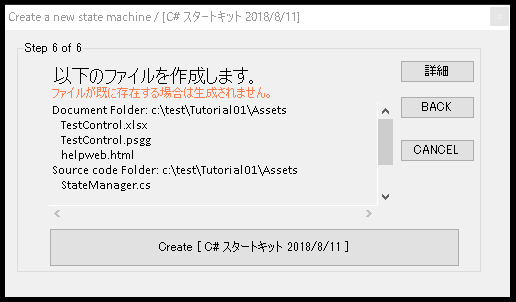 Create a new state machine / [C# スタートキット 2018/8/11]
Step 6 of 6
以下のファイルを作成します。
ファイルが既に存在する場合は生成されません。
Document Folder: c:\test\Tutorial01\Assets
TestControl.xlsx
TestControl.psgg
helpweb.html
Source code Folder: c:\test\Tutorial01\Assets
StateManager.cs
詳細
BACK
CANCEL
Create [ C# スタートキット 2018/8/11 ]